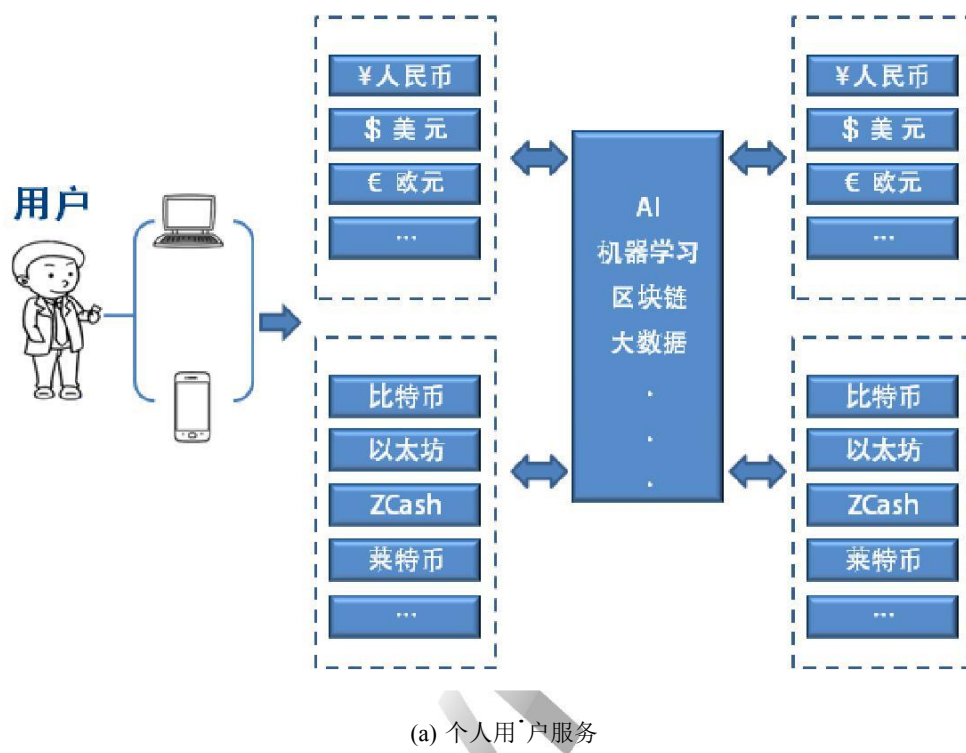 用户
¥人民币
$ 美元
€ 欧元
...
比特币
以太坊
ZCash
莱特币
...
AI
机器学习
区块链
大数据
.
.
.
¥人民币
$ 美元
€ 欧元
...
比特币
以太坊
ZCash
莱特币
...
(a) 个人用户服务